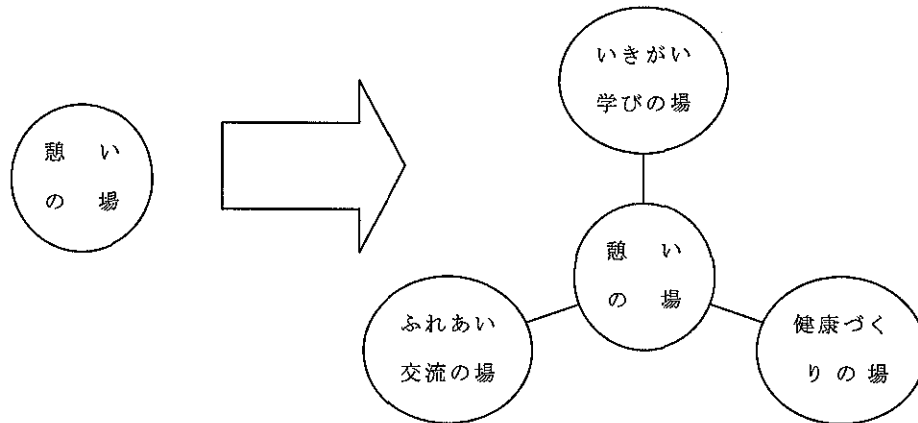 憩い
の場
いきがい
学びの場
憩い
の場
ふれあい
交流の場
健康づく
りの場